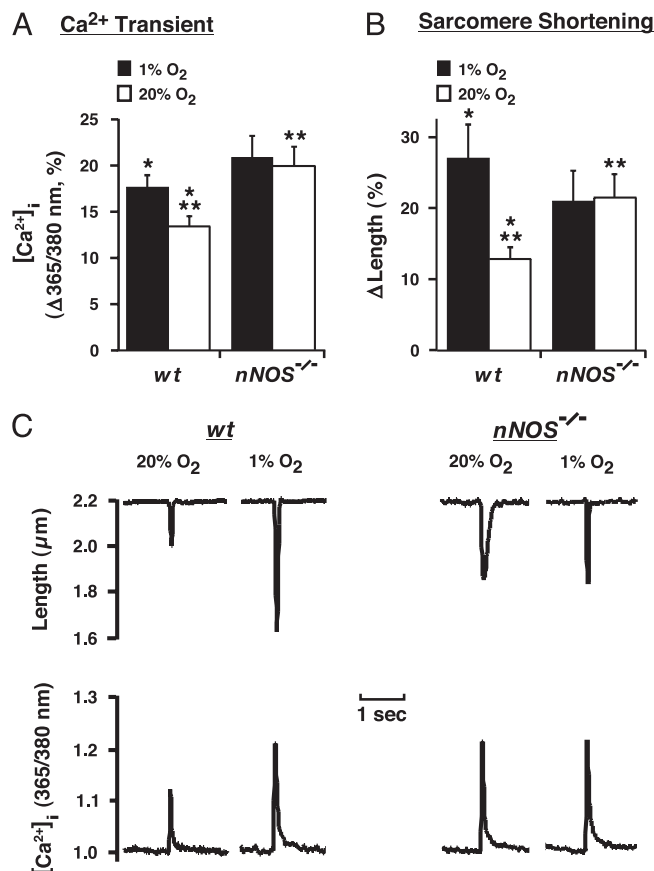 A Ca²⁺ Transient
1% O₂
20% O₂
[Ca²⁺]ᵢ
(Δ365/380 nm, %)
25
20
15
10
5
0
*
*
**
**
wt
nNOS⁻/⁻
B Sarcomere Shortening
1% O₂
20% O₂
Δ Length (%)
30
20
10
0
*
*
**
**
wt
nNOS⁻/⁻
C
wt
nNOS⁻/⁻
20% O₂ 1% O₂
20% O₂ 1% O₂
Length (µm)
2.2
2.0
1.8
1.6
[Ca²⁺]ᵢ (365/380 nm)
1.3
1.2
1.1
1.0
1 sec